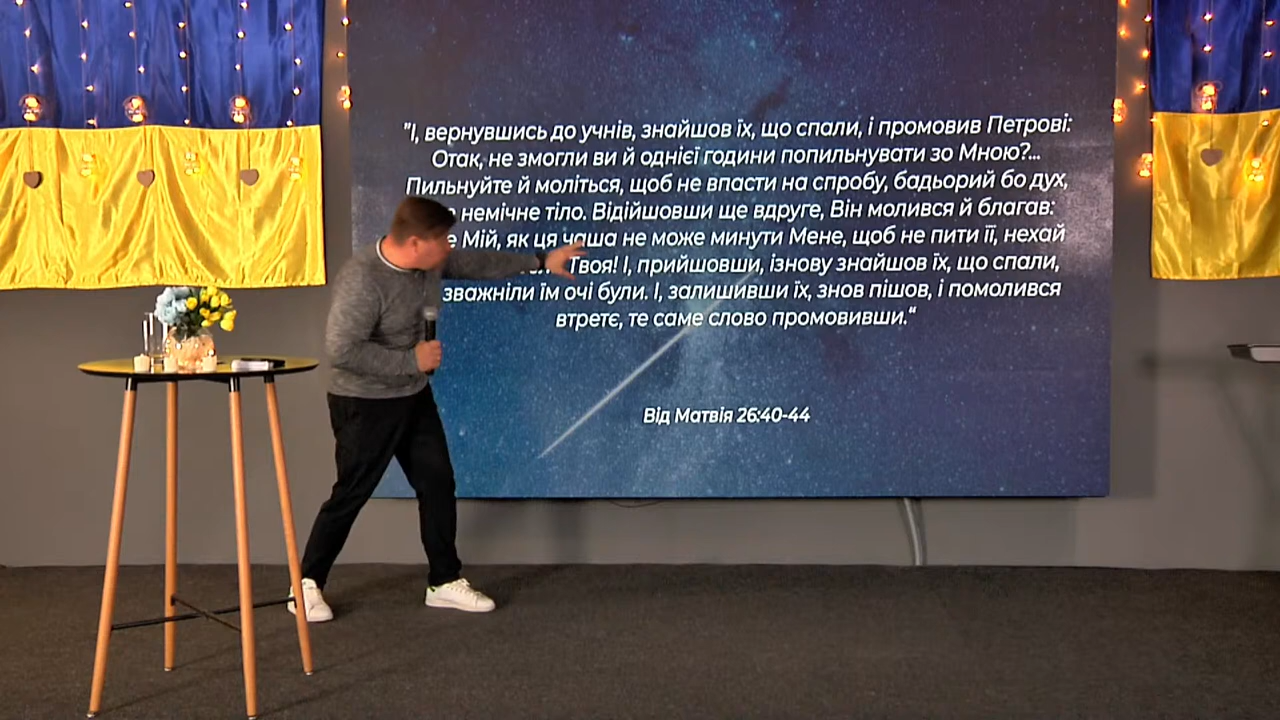 "І, вернувшись до учнів, знайшов їх, що спали, і промовив Петрові:
Отак, не змогли ви й однієї години попильнувати зо Мною?...
Пильнуйте й моліться, щоб не впасти на спробу, бадьорий бо дух,
немічне тіло. Відійшовши ще вдруге, Він молився й благав:
Мій, як ця чаша не може минути Мене, щоб не пити її, нехай
Твоя! І, прийшовши, ізнову знайшов їх, що спали,
зважніли їм очі були. І, залишивши їх, знов пішов, і помолився
втретє, те саме слово промовивши.“
Від Матвія 26:40-44